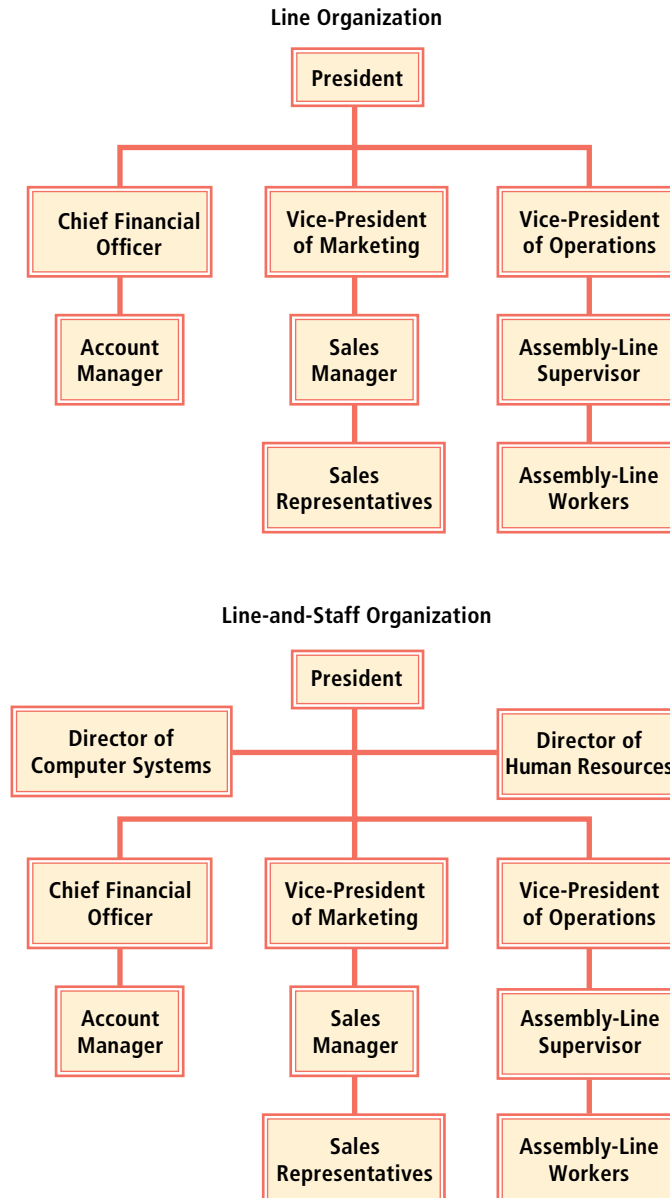 Line Organization
President
Chief Financial
Officer
Vice-President
of Marketing
Vice-President
of Operations
Account
Manager
Sales
Manager
Assembly-Line
Supervisor
Sales
Representatives
Assembly-Line
Workers
Line-and-Staff Organization
President
Director of
Computer Systems
Director of
Human Resources
Chief Financial
Officer
Vice-President
of Marketing
Vice-President
of Operations
Account
Manager
Sales
Manager
Assembly-Line
Supervisor
Sales
Representatives
Assembly-Line
Workers